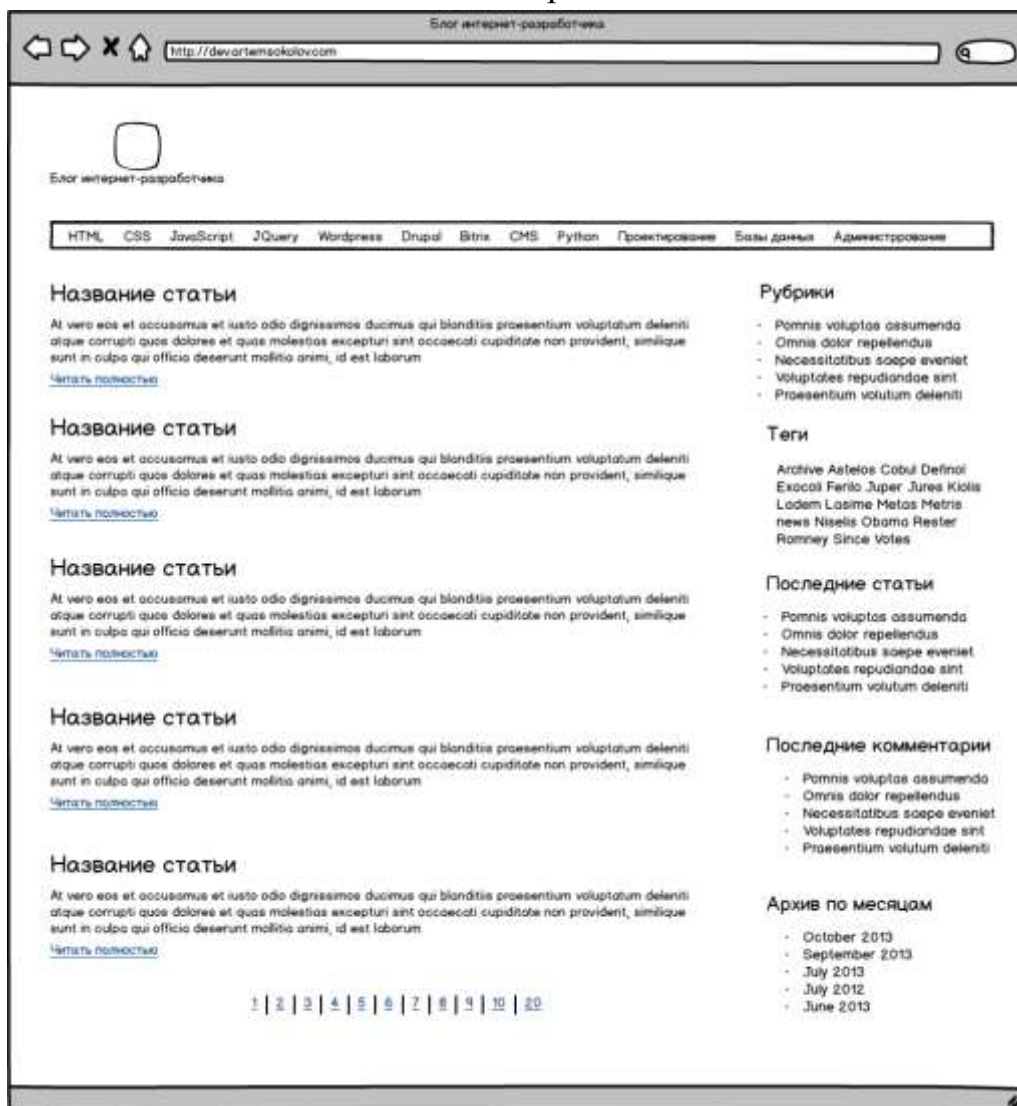 Блог интернет-разработчика
http://devartemsokolov.com
Блог интернет-разработчика
HTML CSS JavaScript JQuery Wordpress Drupal Bitrix CMS Python Проектирование Базы данных Администррование
Название статьи
At vero eos et accusamus et iusto odio dignissimos ducimus qui blanditiis praesentium voluptatum deleniti
atque corrupti quos dolores et quas molestias excepturi sint occaecati cupiditate non provident, similique
sunt in culpa qui officia deserunt mollitia animi, id est laborum
Читать полностью
Название статьи
At vero eos et accusamus et iusto odio dignissimos ducimus qui blanditiis praesentium voluptatum deleniti
atque corrupti quos dolores et quas molestias excepturi sint occaecati cupiditate non provident, similique
sunt in culpa qui officia deserunt mollitia animi, id est laborum
Читать полностью
Название статьи
At vero eos et accusamus et iusto odio dignissimos ducimus qui blanditiis praesentium voluptatum deleniti
atque corrupti quos dolores et quas molestias excepturi sint occaecati cupiditate non provident, similique
sunt in culpa qui officia deserunt mollitia animi, id est laborum
Читать полностью
Название статьи
At vero eos et accusamus et iusto odio dignissimos ducimus qui blanditiis praesentium voluptatum deleniti
atque corrupti quos dolores et quas molestias excepturi sint occaecati cupiditate non provident, similique
sunt in culpa qui officia deserunt mollitia animi, id est laborum
Читать полностью
Название статьи
At vero eos et accusamus et iusto odio dignissimos ducimus qui blanditiis praesentium voluptatum deleniti
atque corrupti quos dolores et quas molestias excepturi sint occaecati cupiditate non provident, similique
sunt in culpa qui officia deserunt mollitia animi, id est laborum
Читать полностью
1 | 2 | 3 | 4 | 5 | 6 | 7 | 8 | 9 | 10 | 20
Рубрики
- Pomnis voluptas assumenda
- Omnis dolor repellendus
- Necessitatibus saepe eveniet
- Voluptates repudiandae sint
- Praesentium volutum deleniti
Теги
Archive Astelos Cobul Definol
Exacoli Ferilo Juper Jurea Kiolis
Lodem Lasime Metas Metris
news Niselis Obama Rester
Romney Since Votes
Последние статьи
- Pomnis voluptas assumenda
- Omnis dolor repellendus
- Necessitatibus saepe eveniet
- Voluptates repudiandae sint
- Praesentium volutum deleniti
Последние комментарии
- Pomnis voluptas assumenda
- Omnis dolor repellendus
- Necessitatibus saepe eveniet
- Voluptates repudiandae sint
- Praesentium volutum deleniti
Архив по месяцам
- October 2013
- September 2013
- July 2013
- July 2012
- June 2013